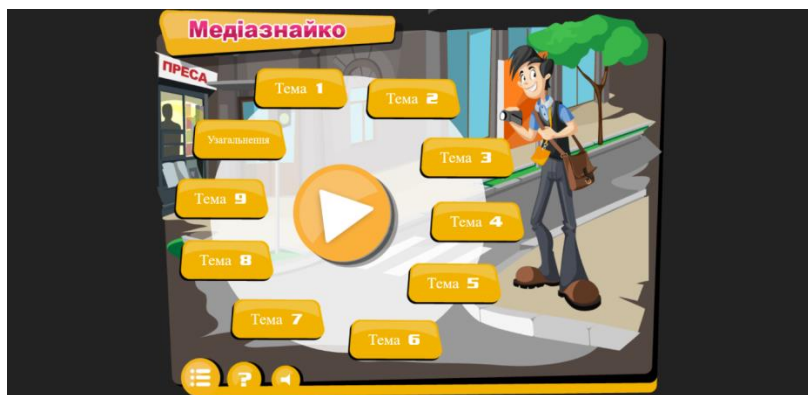 Медіазнайко
ПРЕСА
Тема 1
Тема 2
Тема 3
Тема 4
Тема 5
Тема 6
Тема 7
Тема 8
Тема 9
Узагальнення
?